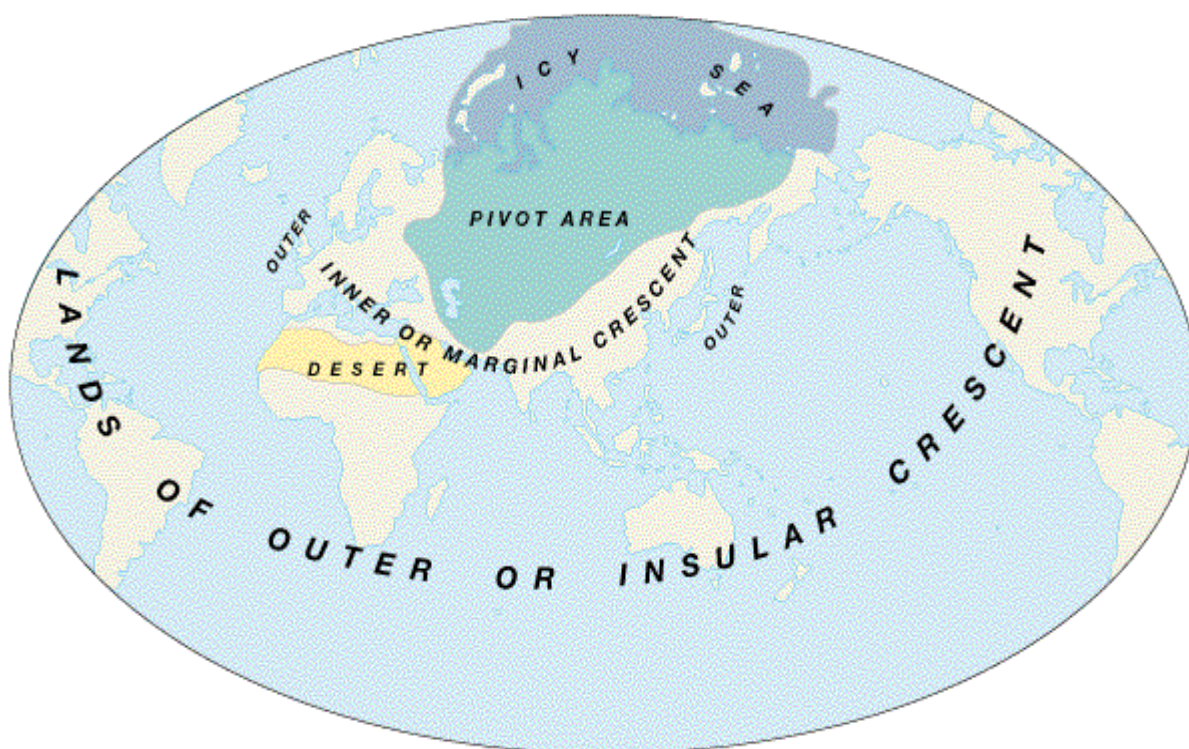 ICY SEA
PIVOT AREA
OUTER
INNER OR MARGINAL CRESCENT
OUTER
DESERT
LANDS OF OUTER OR INSULAR CRESCENT